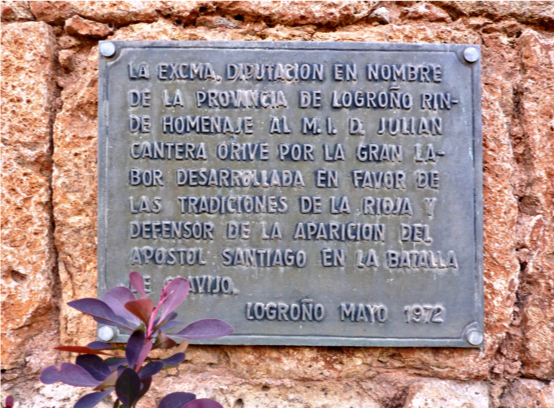 LA EXCMA. DIPUTACION EN NOMBRE
DE LA PROVINCIA DE LOGROÑO RIN-
DE HOMENAJE AL M. I. D. JULIAN
CANTERA ORIVE POR LA GRAN LA-
BOR DESARROLLADA EN FAVOR DE
LAS TRADICIONES DE LA RIOJA Y
DEFENSOR DE LA APARICION DEL
APOSTOL SANTIAGO EN LA BATALLA
LOGROÑO MAYO 1972